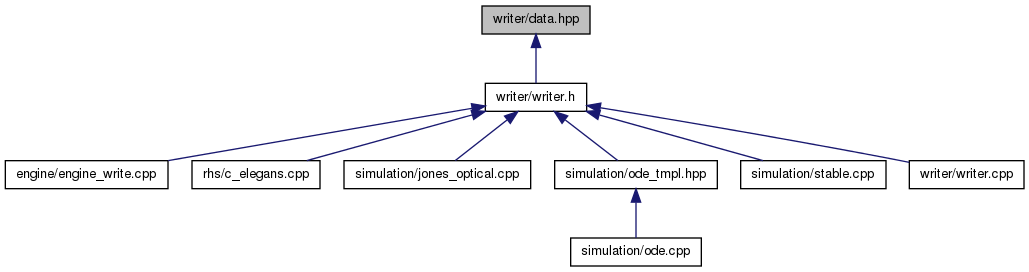 writer/data.hpp
writer/writer.h
engine/engine_write.cpp
rhs/c_elegans.cpp
simulation/jones_optical.cpp
simulation/ode_tmpl.hpp
simulation/stable.cpp
writer/writer.cpp
simulation/ode.cpp